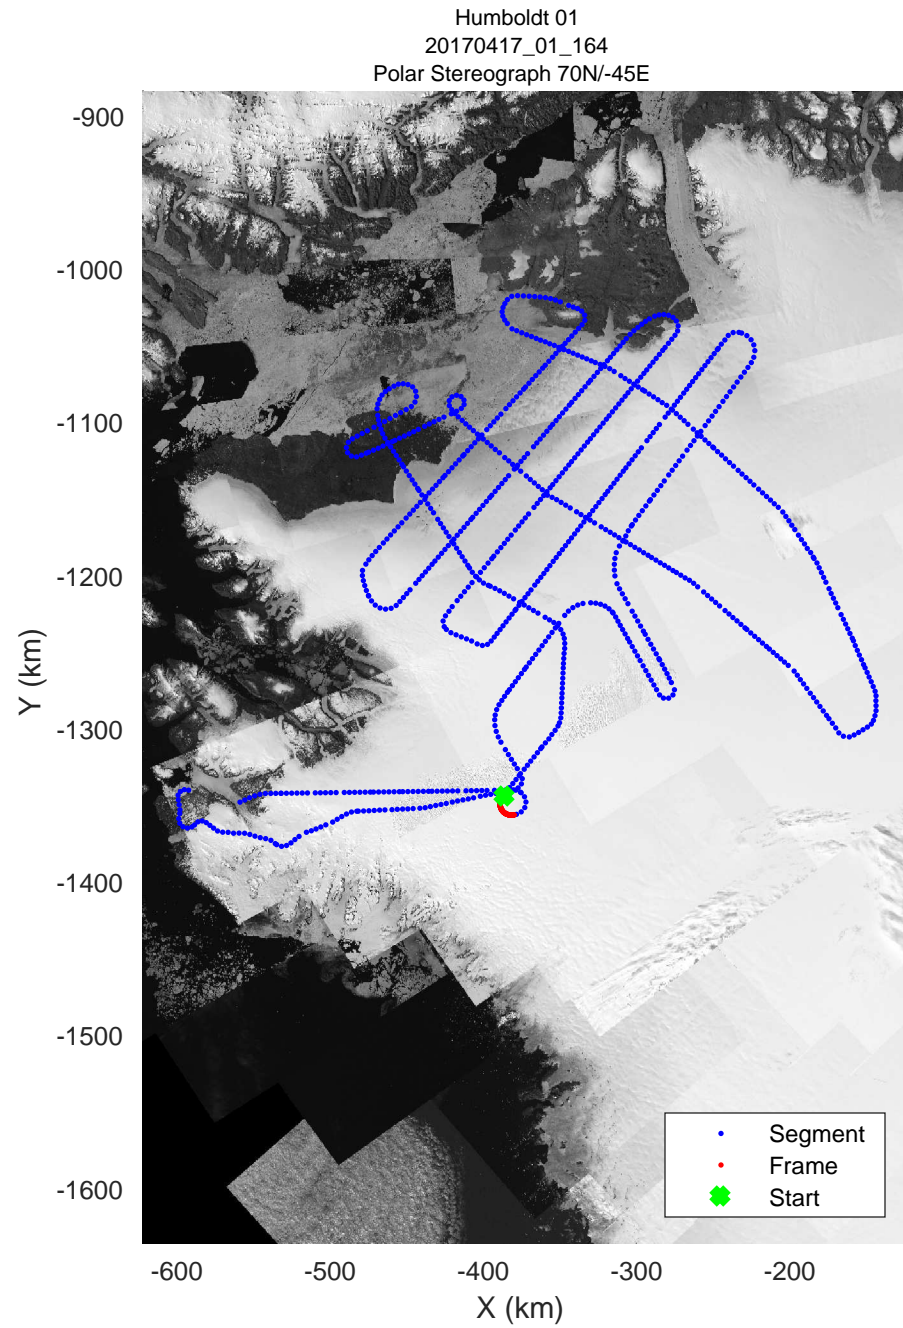 Humboldt 01
20170417_01_164
Polar Stereograph 70N/-45E
-900
-1000
-1100
-1200
-1300
-1400
-1500
-1600
Y (km)
Segment
Frame
Start
-600 -500 -400 -300 -200
X (km)